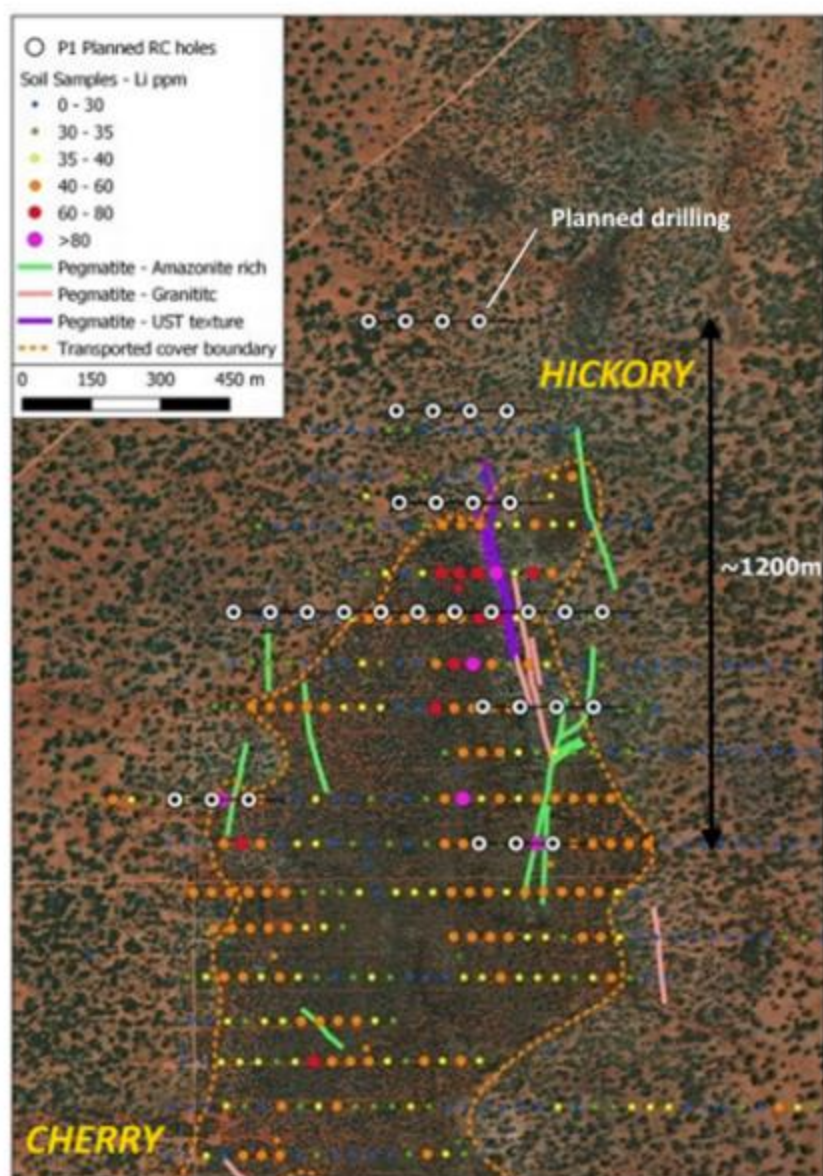 P1 Planned RC holes
Soil Samples - Li ppm
0 - 30
30 - 35
35 - 40
40 - 60
60 - 80
>80
Pegmatite - Amazonite rich
Pegmatite - Granititc
Pegmatite - UST texture
Transported cover boundary
0 150 300 450 m
Planned drilling
HICKORY
~1200m
CHERRY